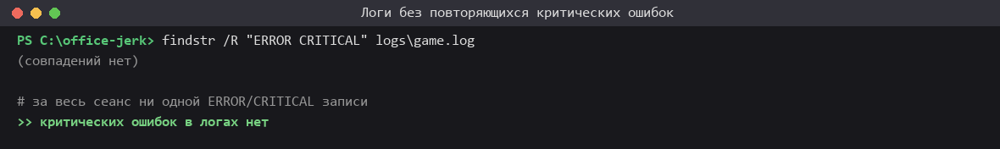 Логи без повторяющихся критических ошибок
PS C:\office-jerk> findstr /R "ERROR CRITICAL" logs\game.log
(совпадений нет)
# за весь сеанс ни одной ERROR/CRITICAL записи
>> критических ошибок в логах нет